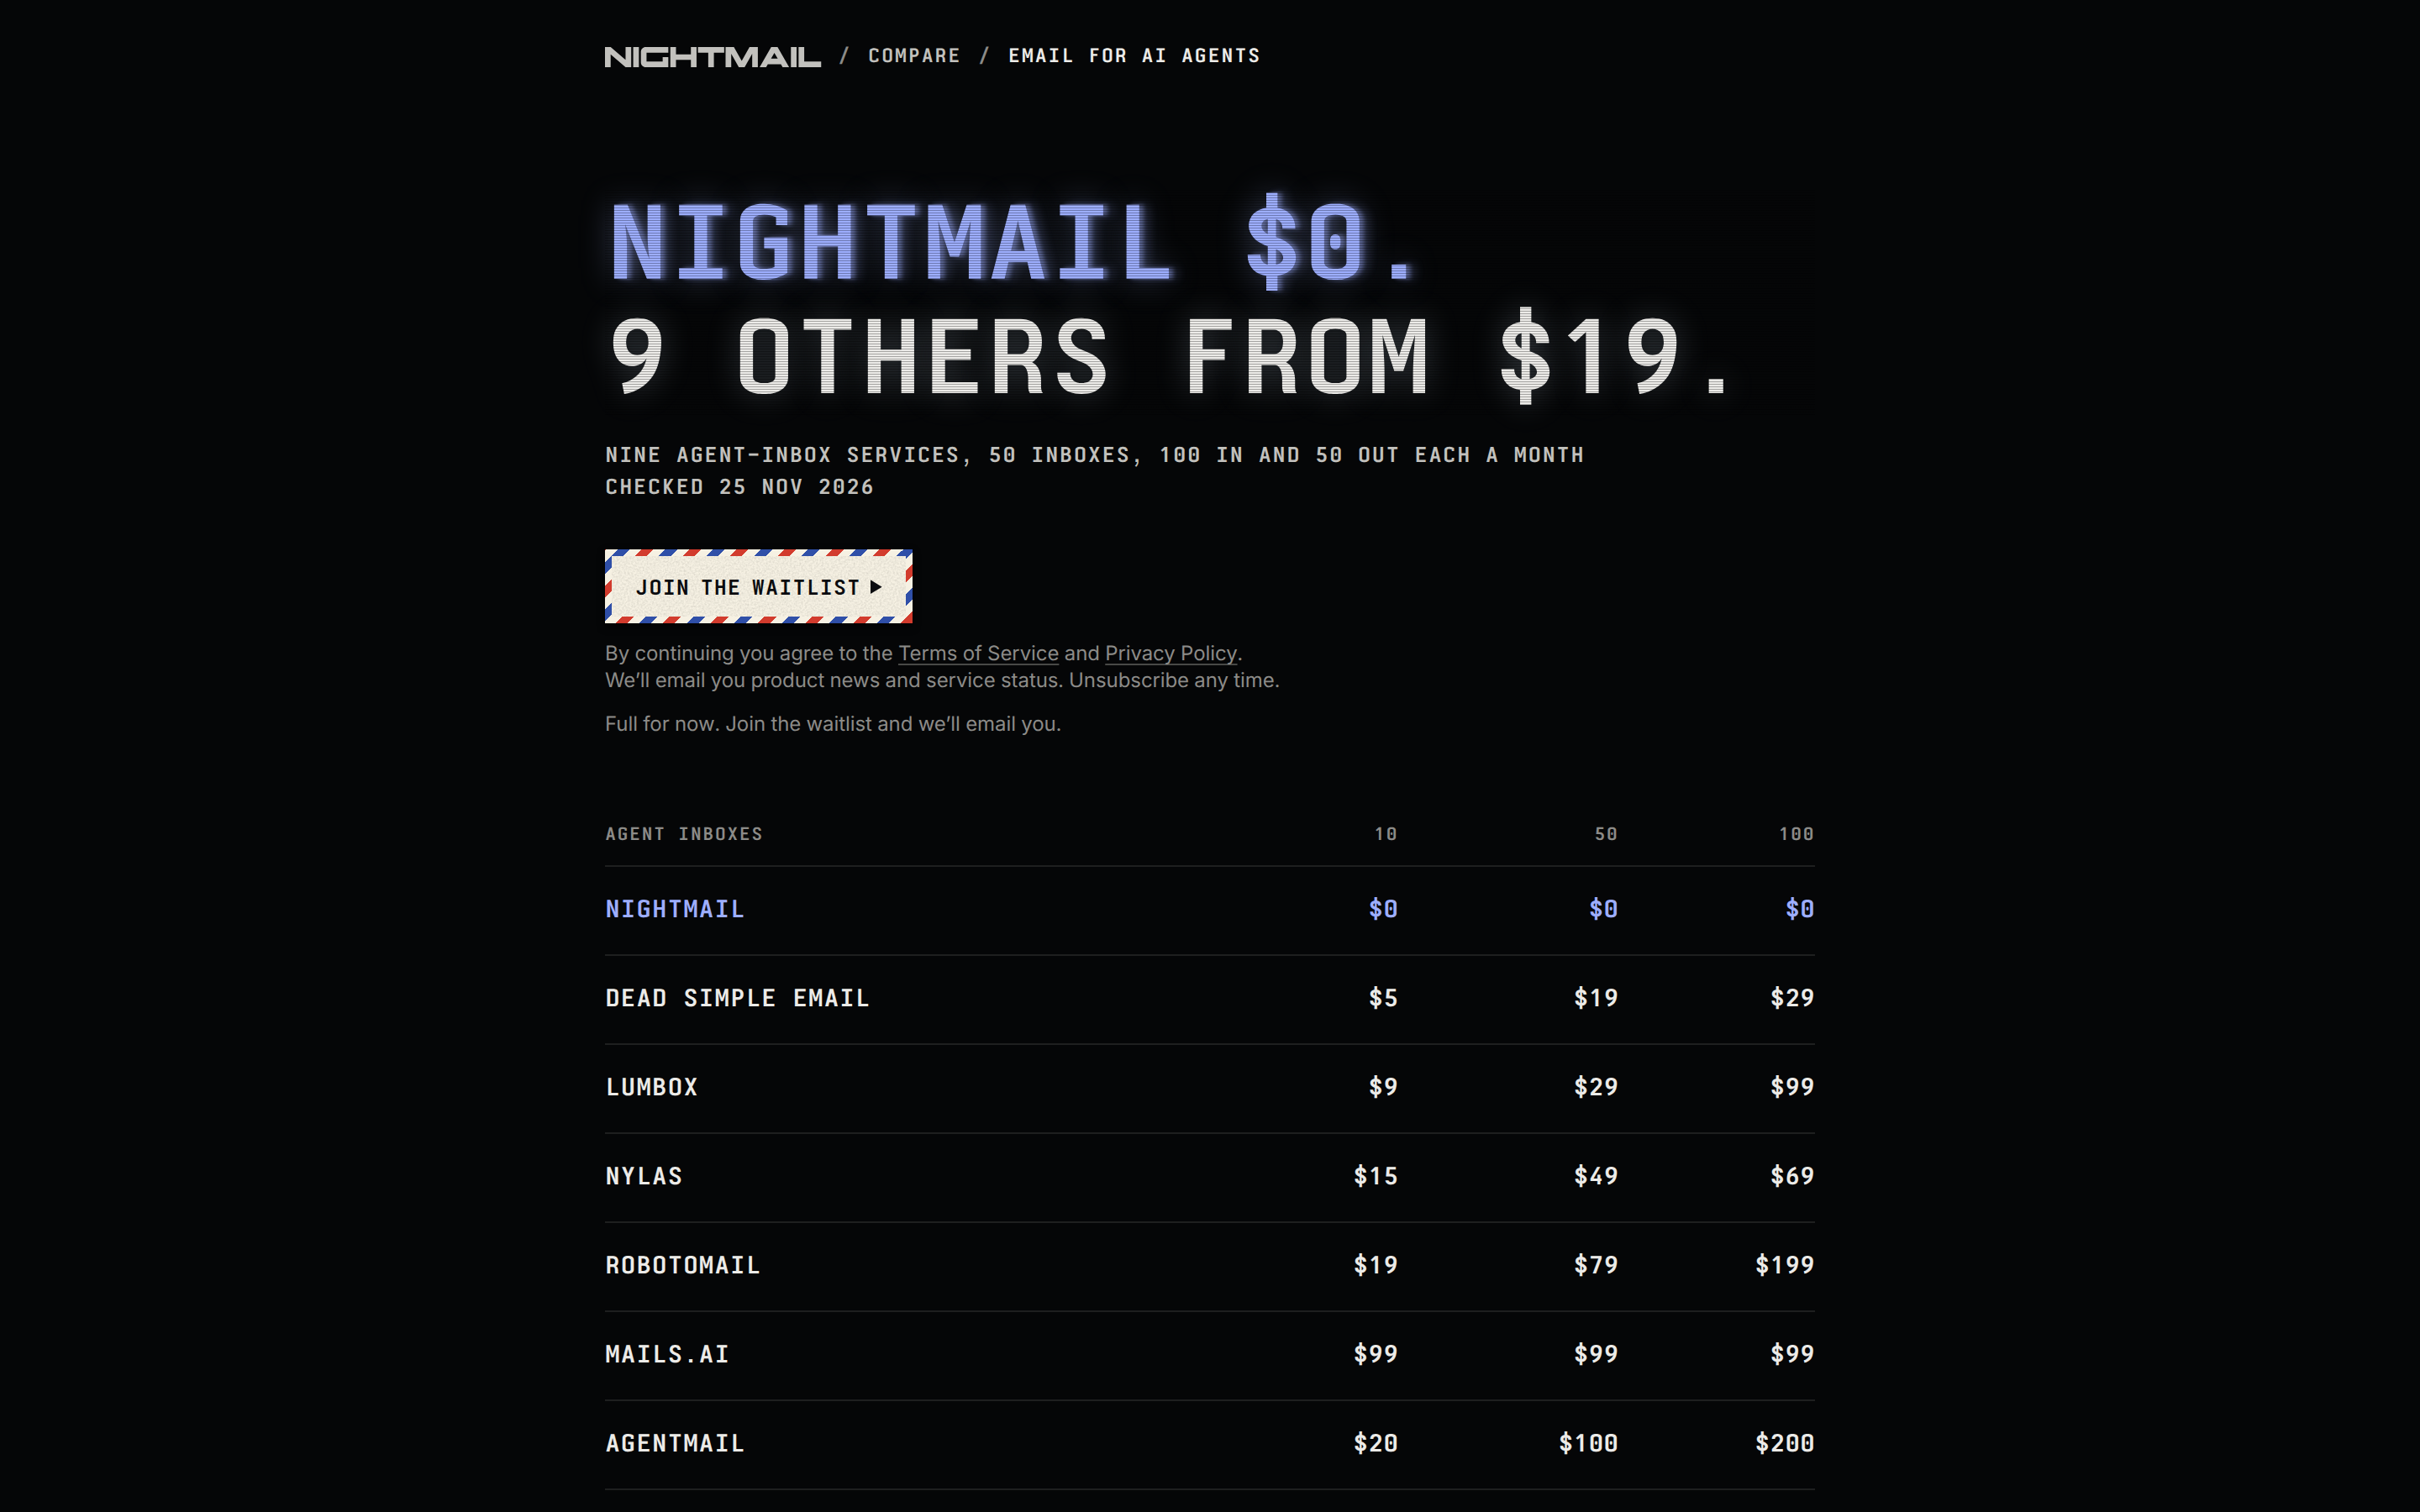 NIGHTMAIL / COMPARE / EMAIL FOR AI AGENTS
NIGHTMAIL $0.
9 OTHERS FROM $19.
NINE AGENT-INBOX SERVICES, 50 INBOXES, 100 IN AND 50 OUT EACH A MONTH
CHECKED 25 NOV 2026
JOIN THE WAITLIST ▶
By continuing you agree to the Terms of Service and Privacy Policy.
We’ll email you product news and service status. Unsubscribe any time.
Full for now. Join the waitlist and we’ll email you.
AGENT INBOXES 10 50 100
NIGHTMAIL $0 $0 $0
DEAD SIMPLE EMAIL $5 $19 $29
LUMBOX $9 $29 $99
NYLAS $15 $49 $69
ROBOTOMAIL $19 $79 $199
MAILS.AI $99 $99 $99
AGENTMAIL $20 $100 $200